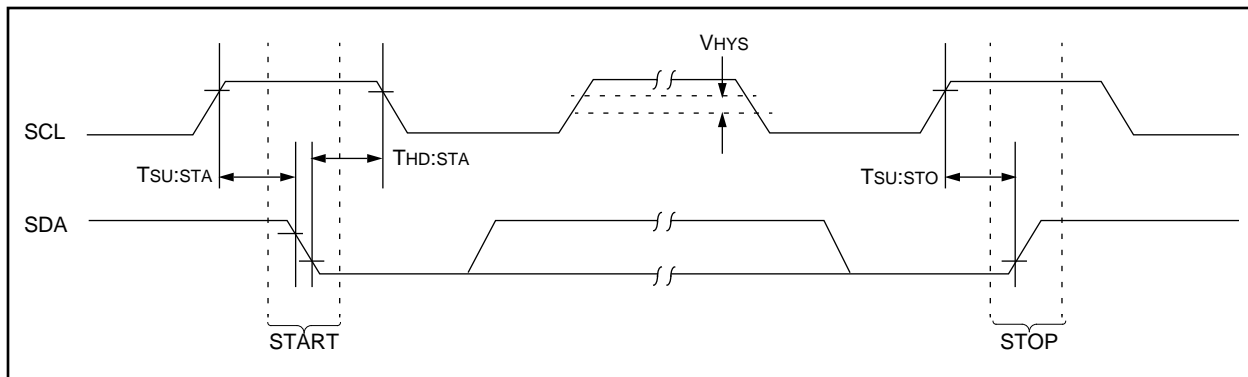 VHYS
SCL
THD:STA
TSU:STA
TSU:STO
SDA
START
STOP